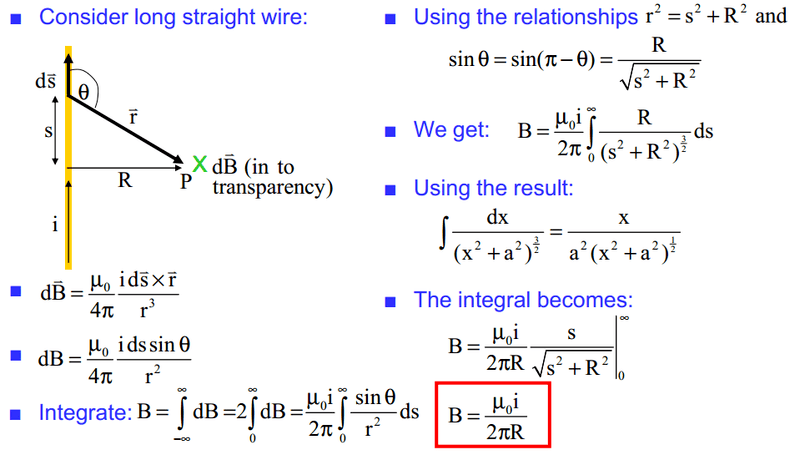 ■ Consider long straight wire:
ds⃗
θ
r⃗
s
R
P
X dB⃗ (in to
transparency)
i
■ dB⃗ = μ₀/4π i ds⃗ × r⃗/r³
■ dB = μ₀/4π i ds sin θ/r²
■ Integrate: B = ∫_{-∞}^{∞} dB = 2∫_0^{∞} dB = μ₀i/2π ∫_0^{∞} sin θ/r² ds
■ Using the relationships r² = s² + R² and
sin θ = sin(π − θ) = R/√(s² + R²)
■ We get: B = μ₀i/2π ∫_0^{∞} R/(s² + R²)^{3/2} ds
■ Using the result:
∫ dx/(x² + a²)^{3/2} = x/a²(x² + a²)^{1/2}
■ The integral becomes:
B = μ₀i/2πR s/√(s² + R²) |_0^{∞}
B = μ₀i/2πR